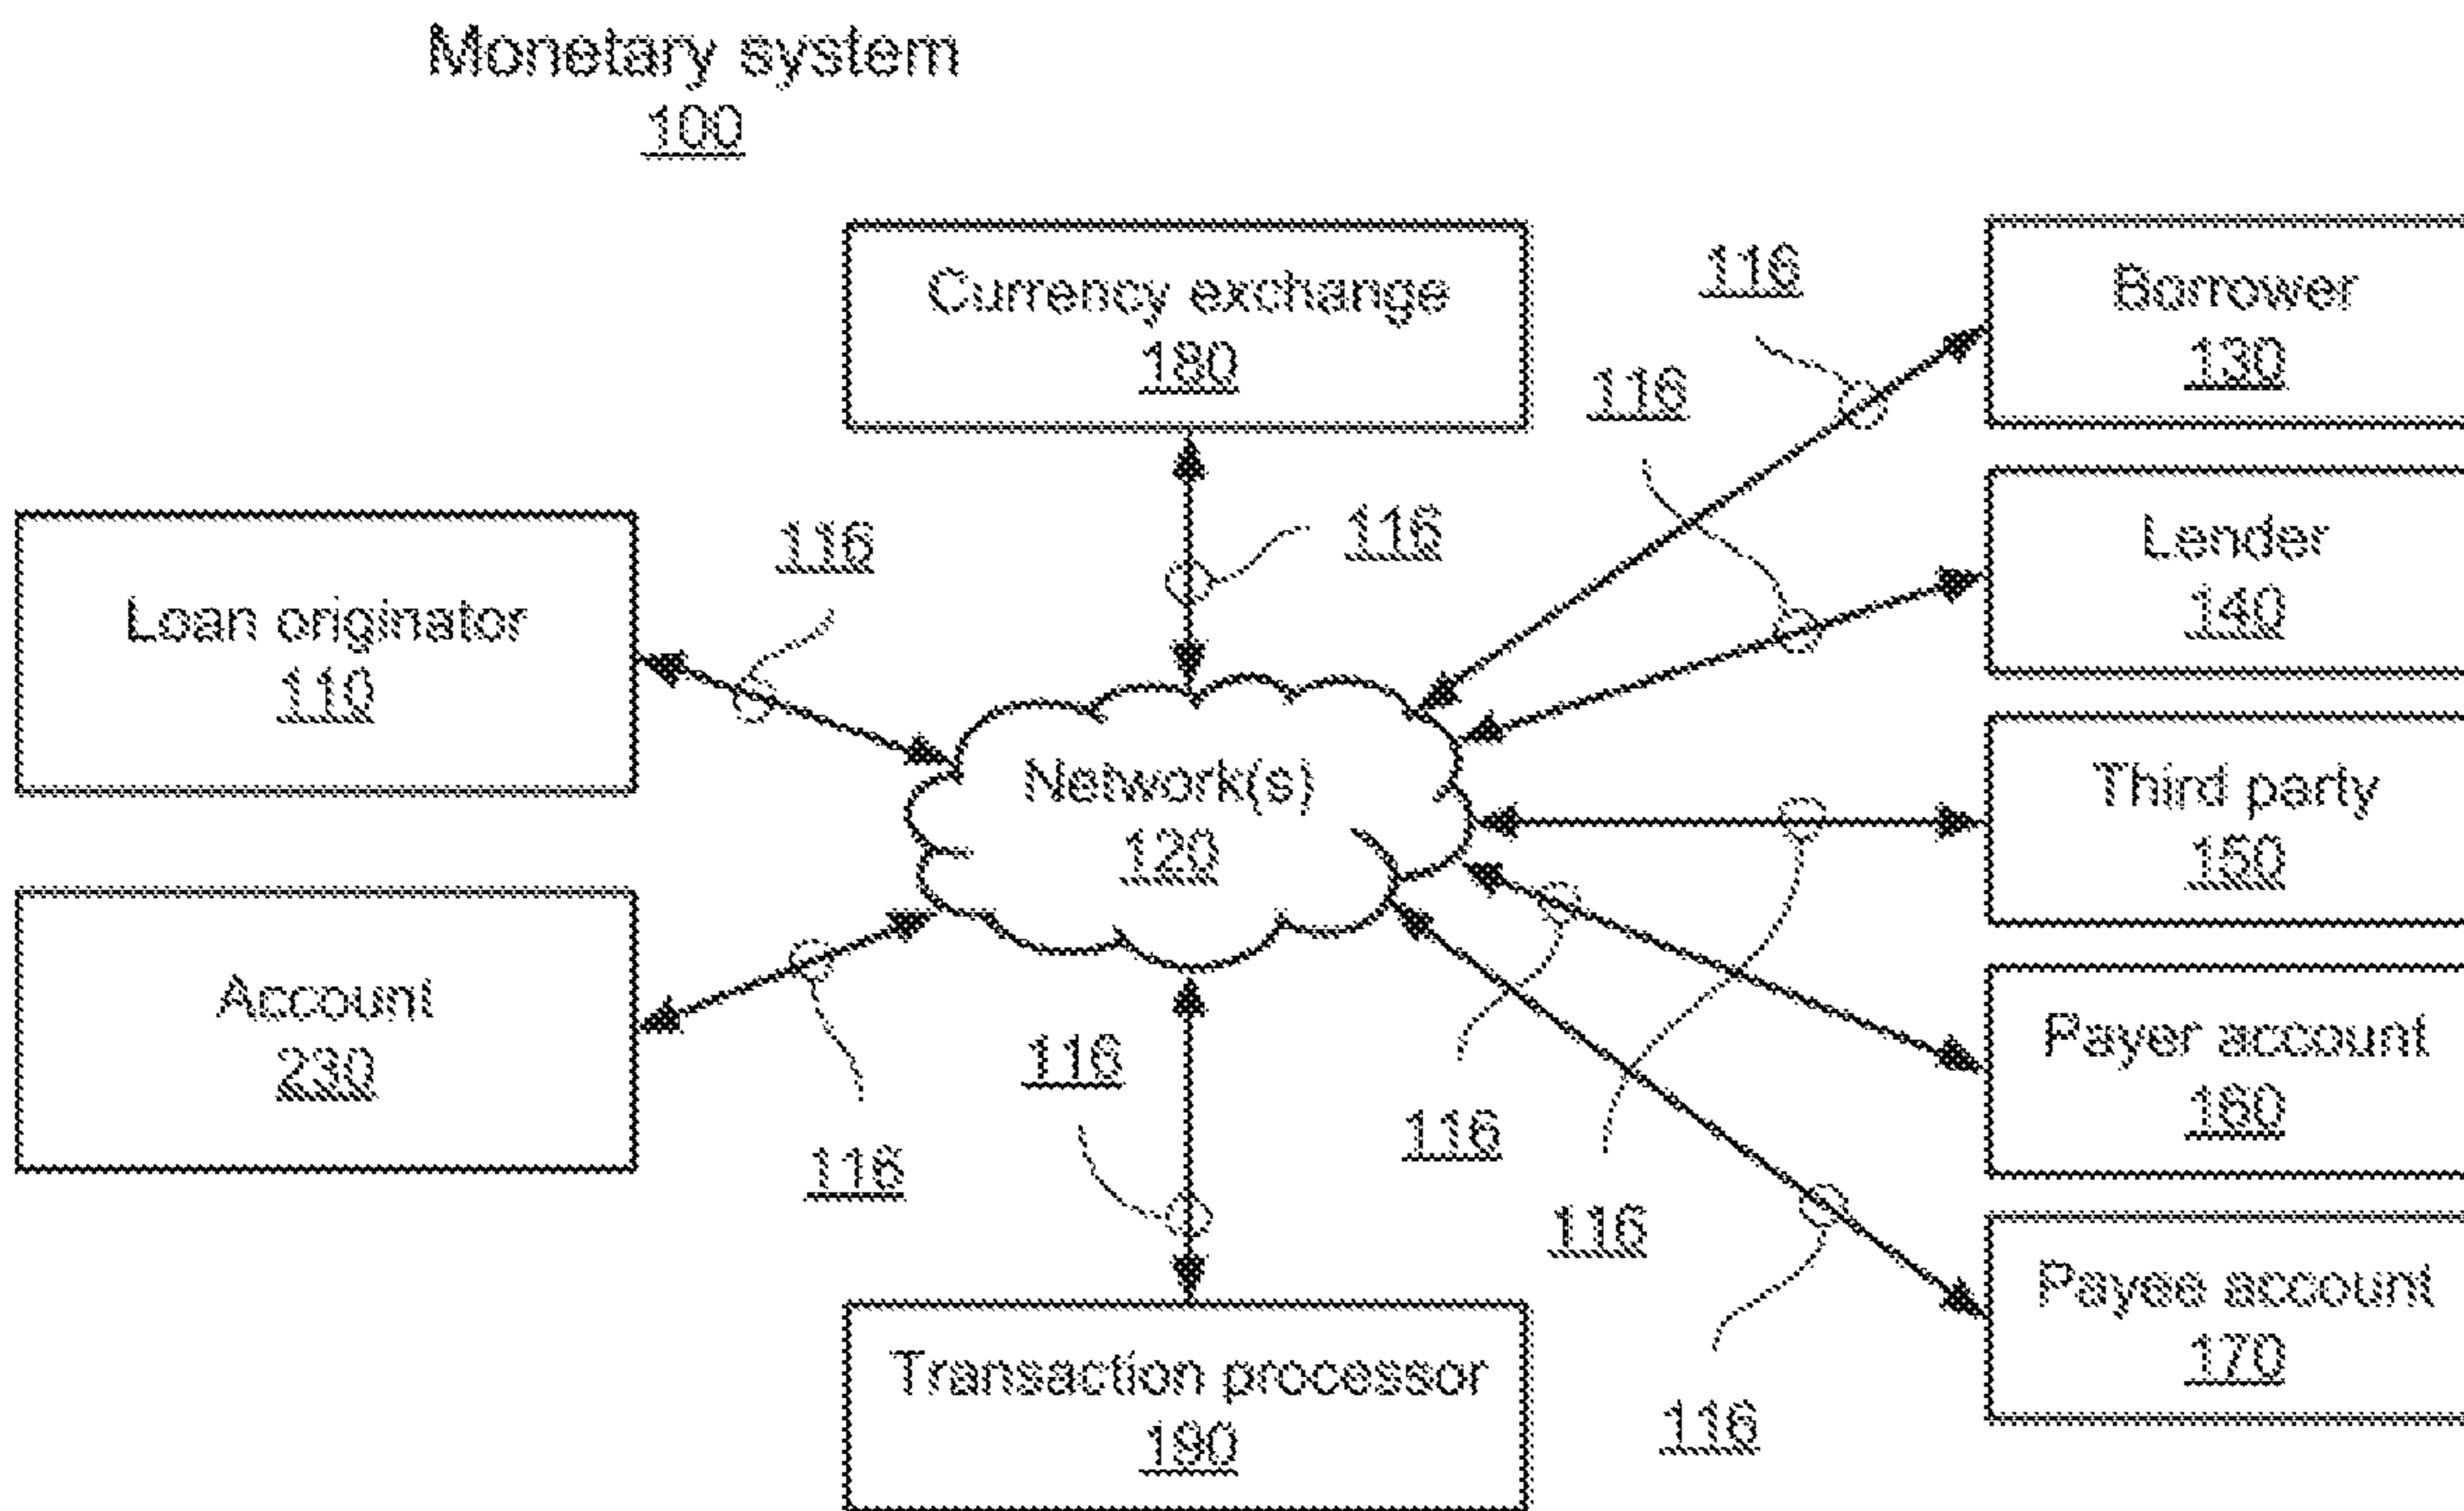 Monetary system
100
Currency exchange
180
116
Borrower
130
116
Lender
140
116
116
Loan originator
110
Network(s)
120
Third party
150
Account
230
116
116
116
116
Payer account
160
116
Payee account
170
Transaction processor
190